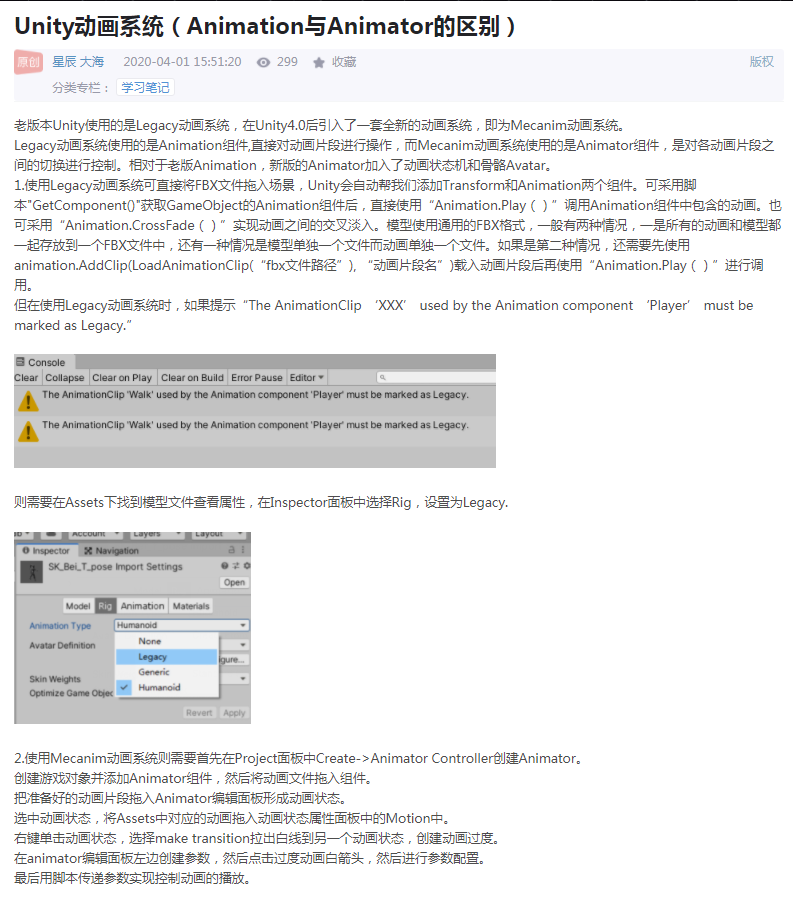 Unity动画系统（Animation与Animator的区别）
原创 星辰 大海 2020-04-01 15:51:20 299 收藏 版权
分类专栏： 学习笔记
老版本Unity使用的是Legacy动画系统，在Unity4.0后引入了一套全新的动画系统，即为Mecanim动画系统。
Legacy动画系统使用的是Animation组件,直接对动画片段进行操作，而Mecanim动画系统使用的是Animator组件，是对各动画片段之
间的切换进行控制。相对于老版Animation，新版的Animator加入了动画状态机和骨骼Avatar。
1.使用Legacy动画系统可直接将FBX文件拖入场景，Unity会自动帮我们添加Transform和Animation两个组件。可采用脚
本"GetComponent()"获取GameObject的Animation组件后，直接使用“Animation.Play（）”调用Animation组件中包含的动画。也
可采用“Animation.CrossFade（）”实现动画之间的交叉淡入。模型使用通用的FBX格式，一般有两种情况，一是所有的动画和模型都
一起存放到一个FBX文件中，还有一种情况是模型单独一个文件而动画单独一个文件。如果是第二种情况，还需要先使用
animation.AddClip(LoadAnimationClip(“fbx文件路径”)，“动画片段名”)载入动画片段后再使用“Animation.Play（）”进行调
用。
但在使用Legacy动画系统时，如果提示“The AnimationClip ‘XXX’ used by the Animation component ‘Player’ must be
marked as Legacy.”
Console
Clear Collapse Clear on Play Clear on Build Error Pause Editor
The AnimationClip 'Walk' used by the Animation component 'Player' must be marked as Legacy.
The AnimationClip 'Walk' used by the Animation component 'Player' must be marked as Legacy.
则需要在Assets下找到模型文件查看属性，在Inspector面板中选择Rig，设置为Legacy.
Account Layers Layout
Inspector Navigation
SK_Bei_T_pose Import Settings
Open
Model Rig Animation Materials
Animation Type Humanoid
None
Avatar Definition
Legacy
igure...
Generic
Skin Weights
Humanoid
Optimize Game Objec
Revert Apply
2.使用Mecanim动画系统则需要首先在Project面板中Create->Animator Controller创建Animator。
创建游戏对象并添加Animator组件，然后将动画文件拖入组件。
把准备好的动画片段拖入Animator编辑面板形成动画状态。
选中动画状态，将Assets中对应的动画拖入动画状态属性面板中的Motion中。
右键单击动画状态，选择make transition拉出白线到另一个动画状态，创建动画过度。
在animator编辑面板左边创建参数，然后点击过度动画白箭头，然后进行参数配置。
最后用脚本传递参数实现控制动画的播放。